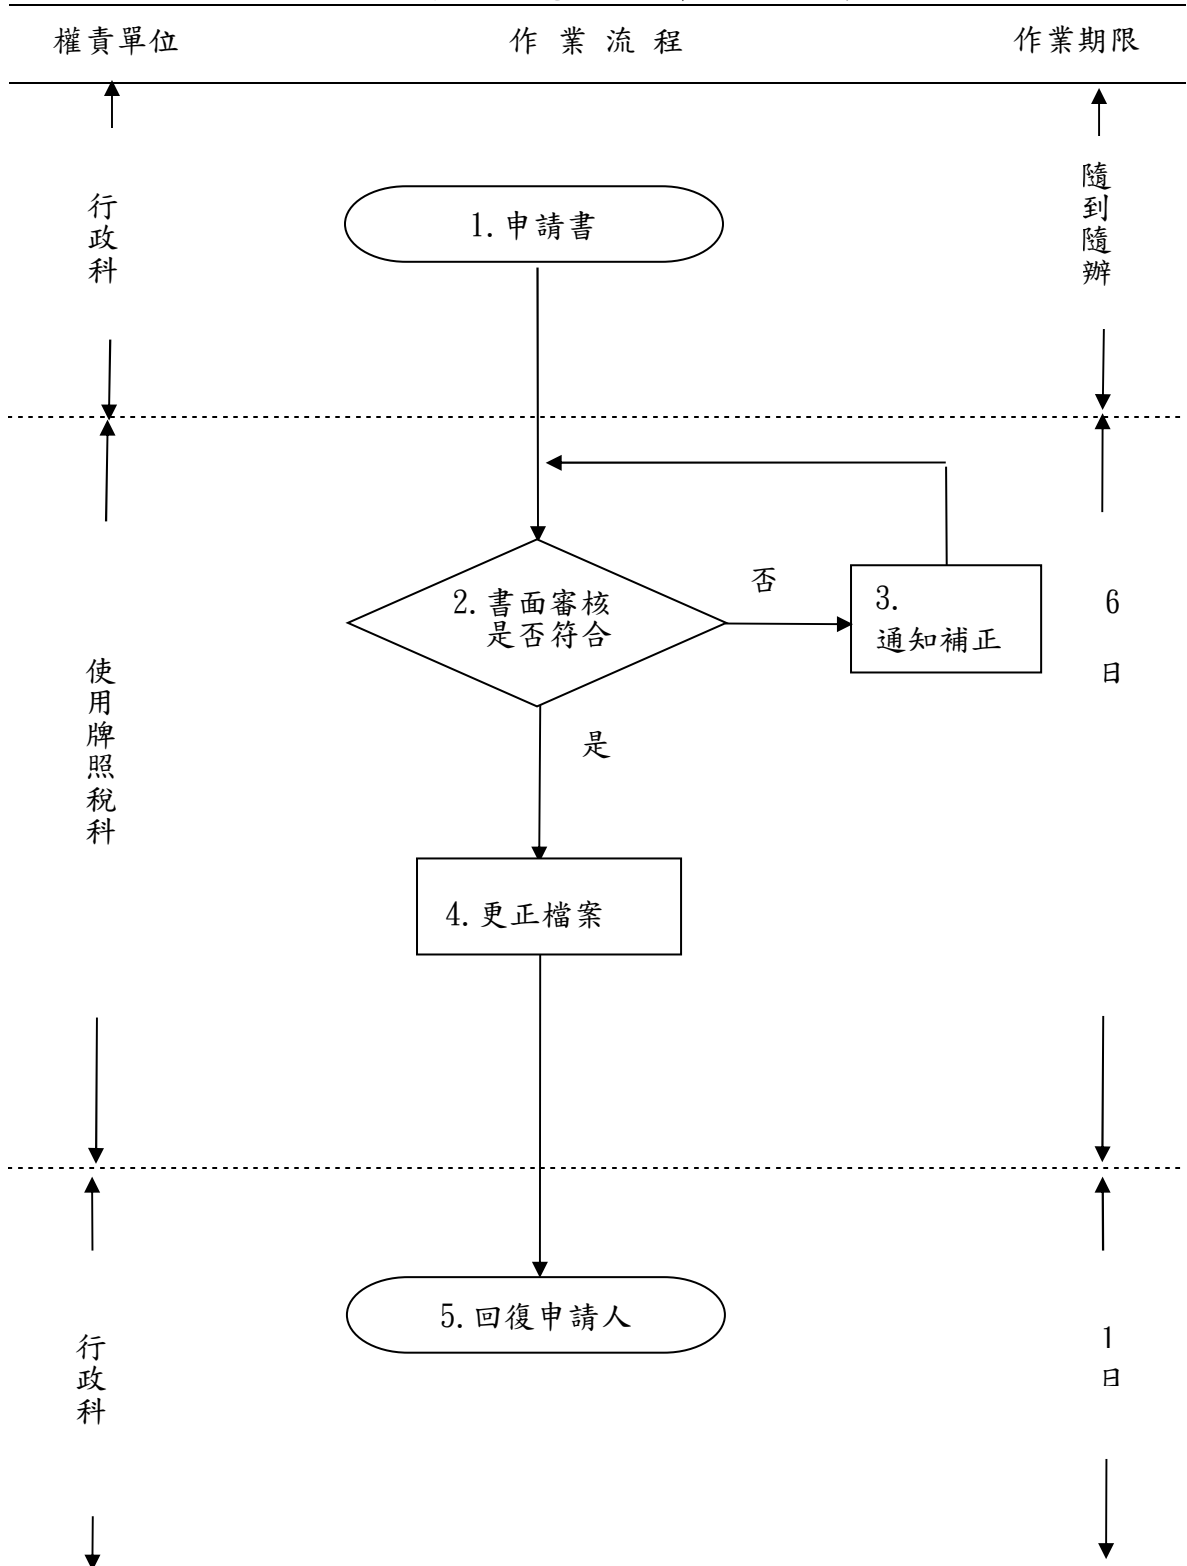 權責單位
作業流程
作業期限
行政科
1.申請書
隨到隨辦
使用牌照稅科
2.書面審核
是否符合
否
3.
通知補正
6
日
是
4.更正檔案
行政科
5.回復申請人
1
日